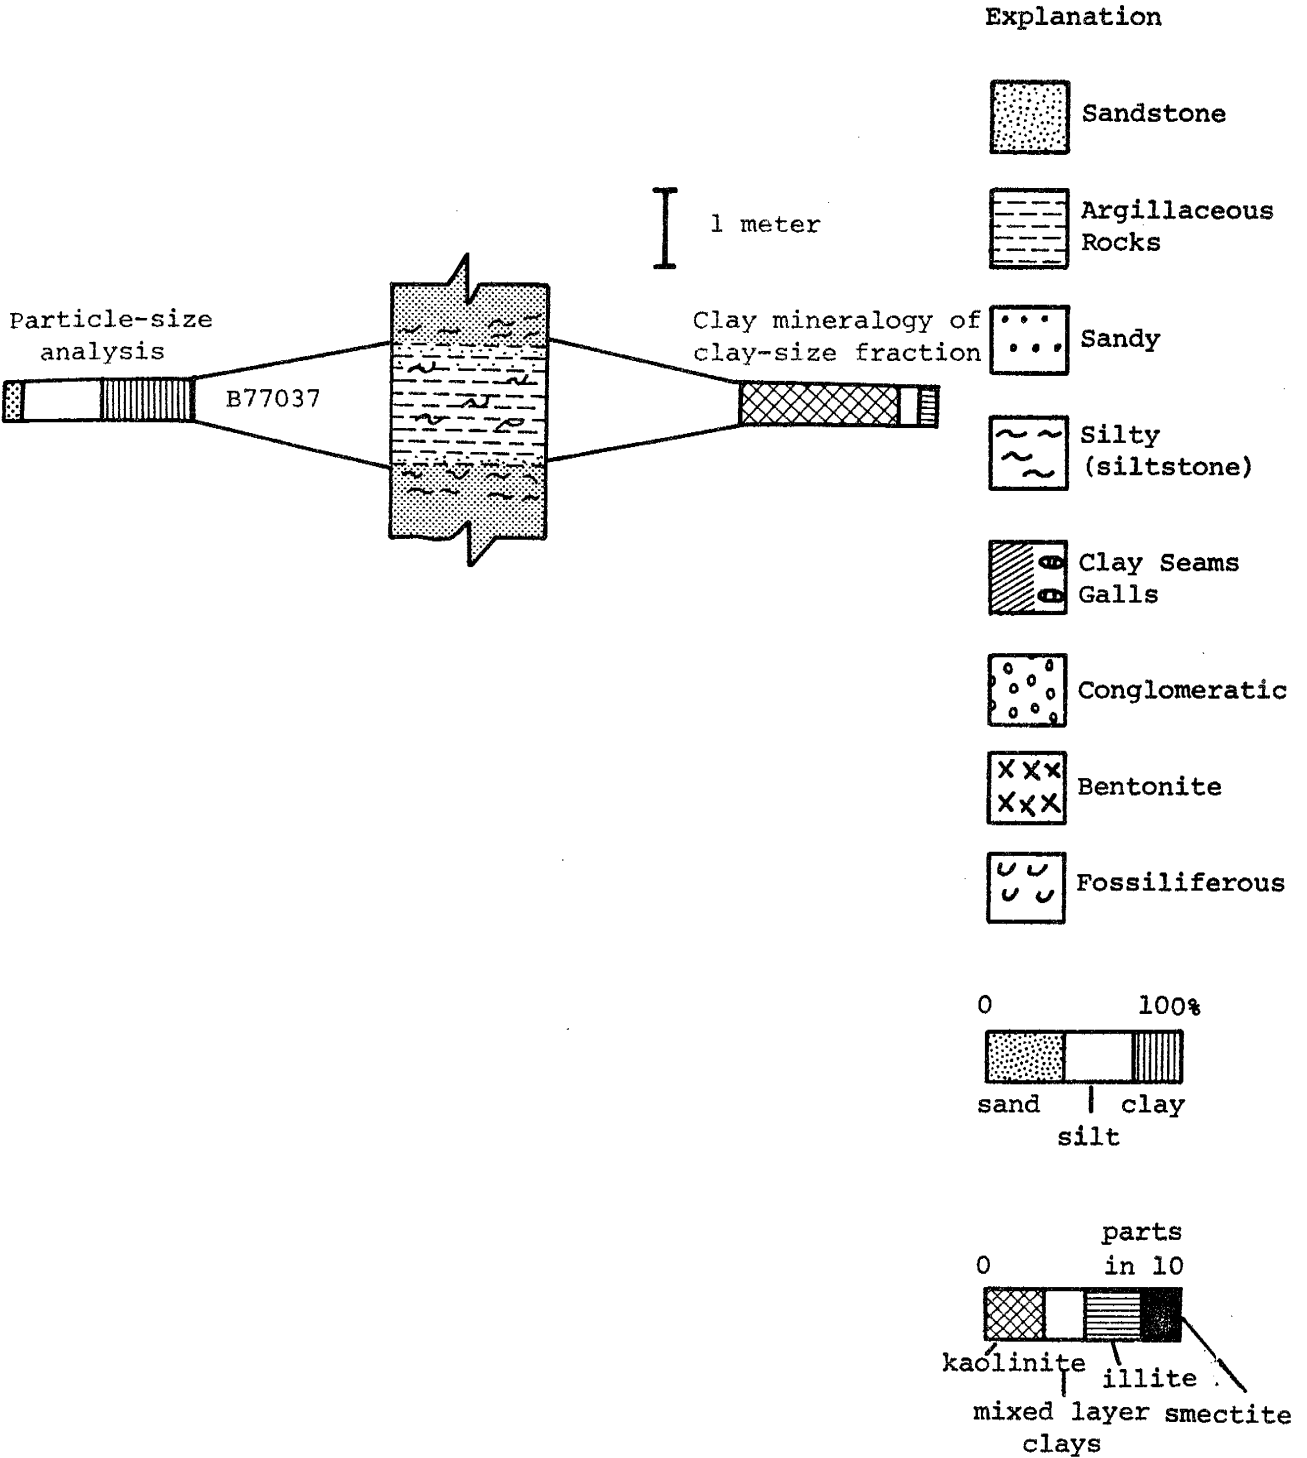 Explanation
Sandstone
Argillaceous
Rocks
Sandy
Silty
(siltstone)
Clay Seams
Galls
Conglomeratic
Bentonite
Fossiliferous
1 meter
Particle-size
analysis
B77037
Clay mineralogy of
clay-size fraction
0 100%
sand clay
silt
parts
0 in 10
kaolinite
illite
mixed layer smectite
clays